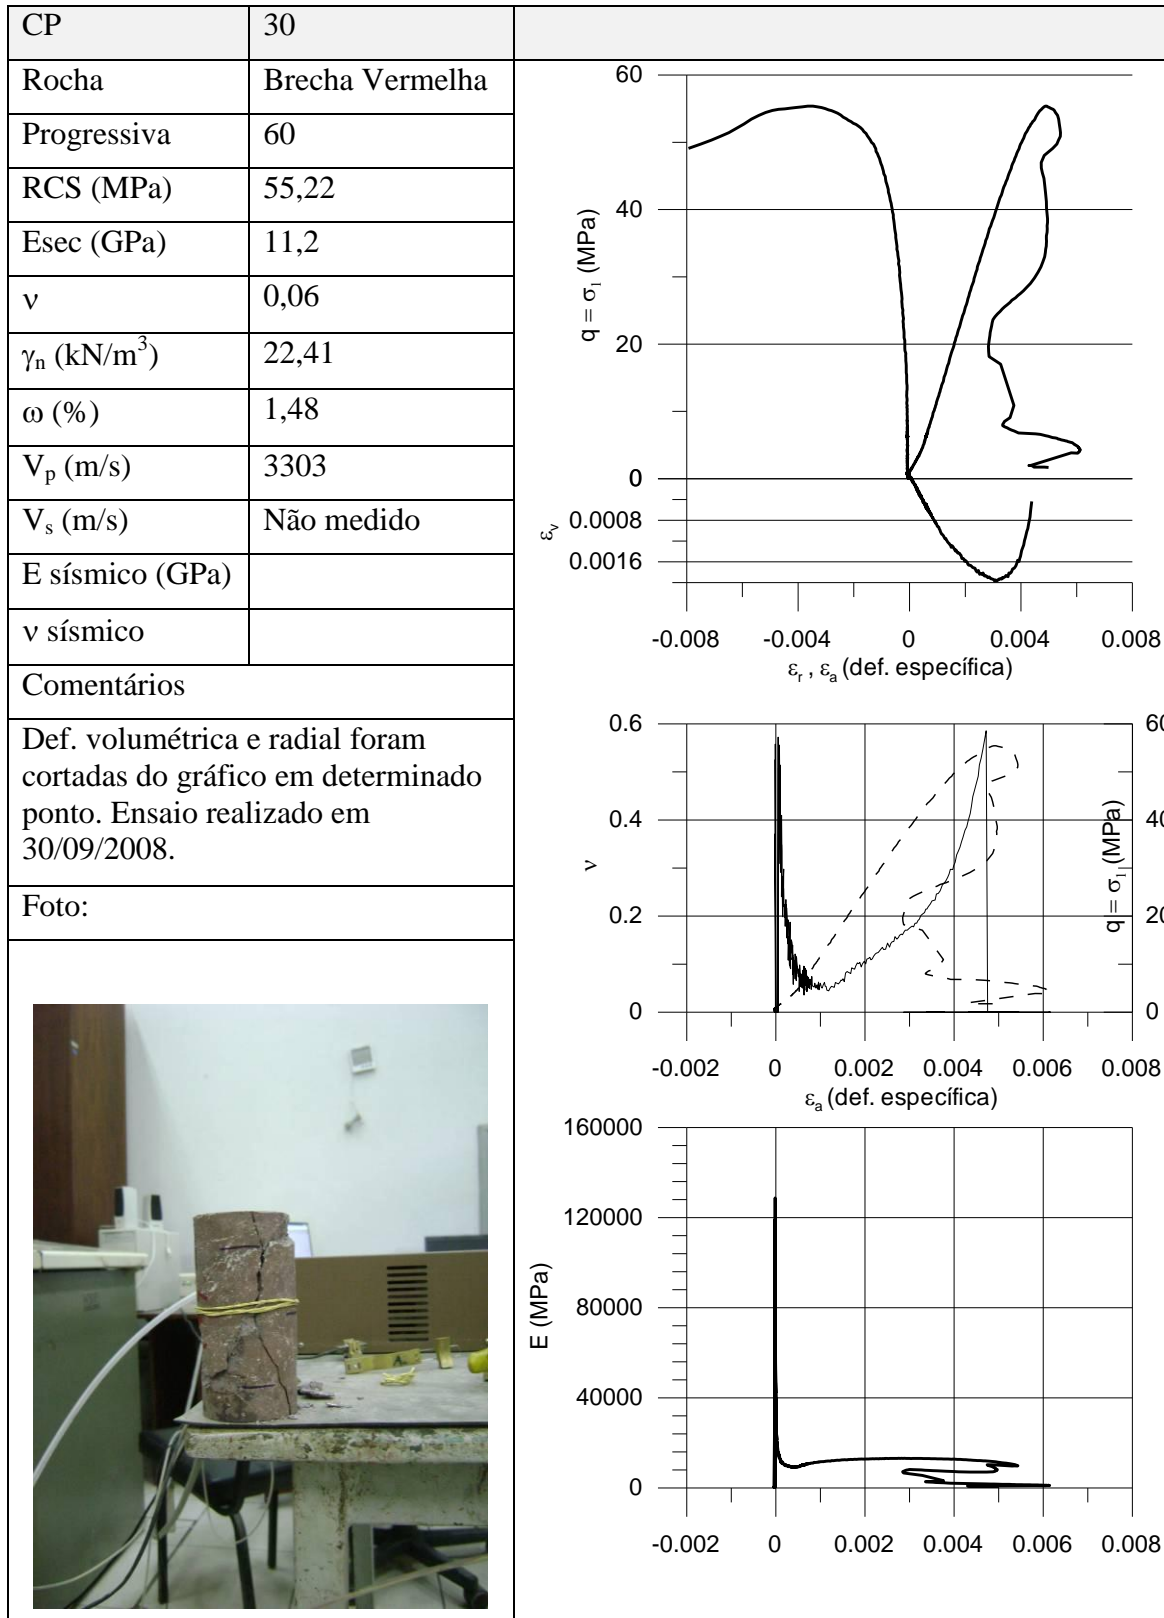 CP 30
Rocha Brecha Vermelha
Progressiva 60
RCS (MPa) 55,22
Esec (GPa) 11,2
ν 0,06
γn (kN/m³) 22,41
ω (%) 1,48
Vp (m/s) 3303
Vs (m/s) Não medido
E sísmico (GPa)
ν sísmico
Comentários
Def. volumétrica e radial foram
cortadas do gráfico em determinado
ponto. Ensaio realizado em
30/09/2008.
Foto:
60
40
20
0
q = σ1 (MPa)
0.0008
0.0016
εv
-0.008 -0.004 0 0.004 0.008
εr , εa (def. específica)
0.6
0.4
0.2
0
ν
60
40
20
0
q = σ1 (MPa)
-0.002 0 0.002 0.004 0.006 0.008
εa (def. específica)
160000
120000
80000
40000
0
E (MPa)
-0.002 0 0.002 0.004 0.006 0.008